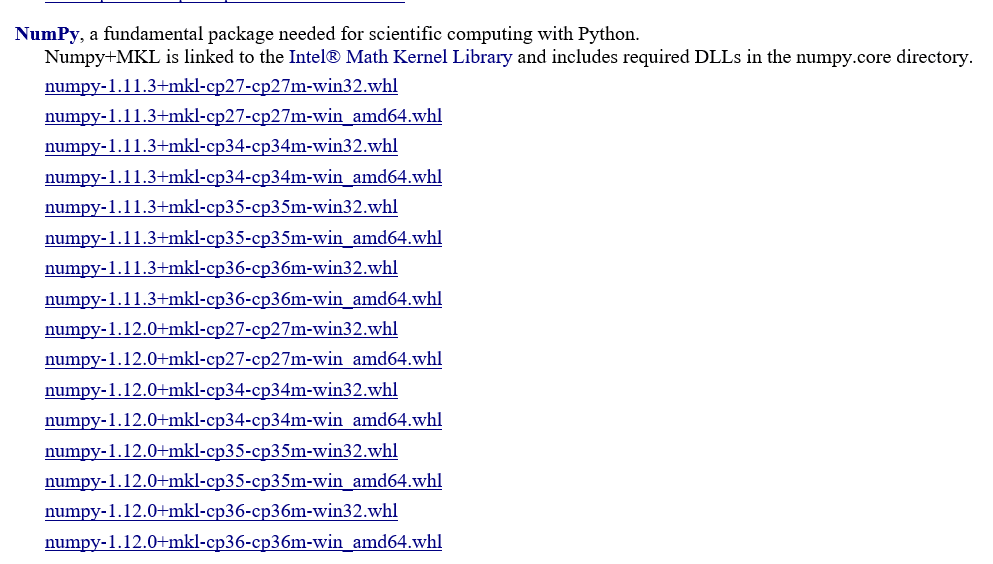 NumPy, a fundamental package needed for scientific computing with Python.
Numpy+MKL is linked to the Intel® Math Kernel Library and includes required DLLs in the numpy.core directory.
numpy-1.11.3+mkl-cp27-cp27m-win32.whl
numpy-1.11.3+mkl-cp27-cp27m-win_amd64.whl
numpy-1.11.3+mkl-cp34-cp34m-win32.whl
numpy-1.11.3+mkl-cp34-cp34m-win_amd64.whl
numpy-1.11.3+mkl-cp35-cp35m-win32.whl
numpy-1.11.3+mkl-cp35-cp35m-win_amd64.whl
numpy-1.11.3+mkl-cp36-cp36m-win32.whl
numpy-1.11.3+mkl-cp36-cp36m-win_amd64.whl
numpy-1.12.0+mkl-cp27-cp27m-win32.whl
numpy-1.12.0+mkl-cp27-cp27m-win_amd64.whl
numpy-1.12.0+mkl-cp34-cp34m-win32.whl
numpy-1.12.0+mkl-cp34-cp34m-win_amd64.whl
numpy-1.12.0+mkl-cp35-cp35m-win32.whl
numpy-1.12.0+mkl-cp35-cp35m-win_amd64.whl
numpy-1.12.0+mkl-cp36-cp36m-win32.whl
numpy-1.12.0+mkl-cp36-cp36m-win_amd64.whl